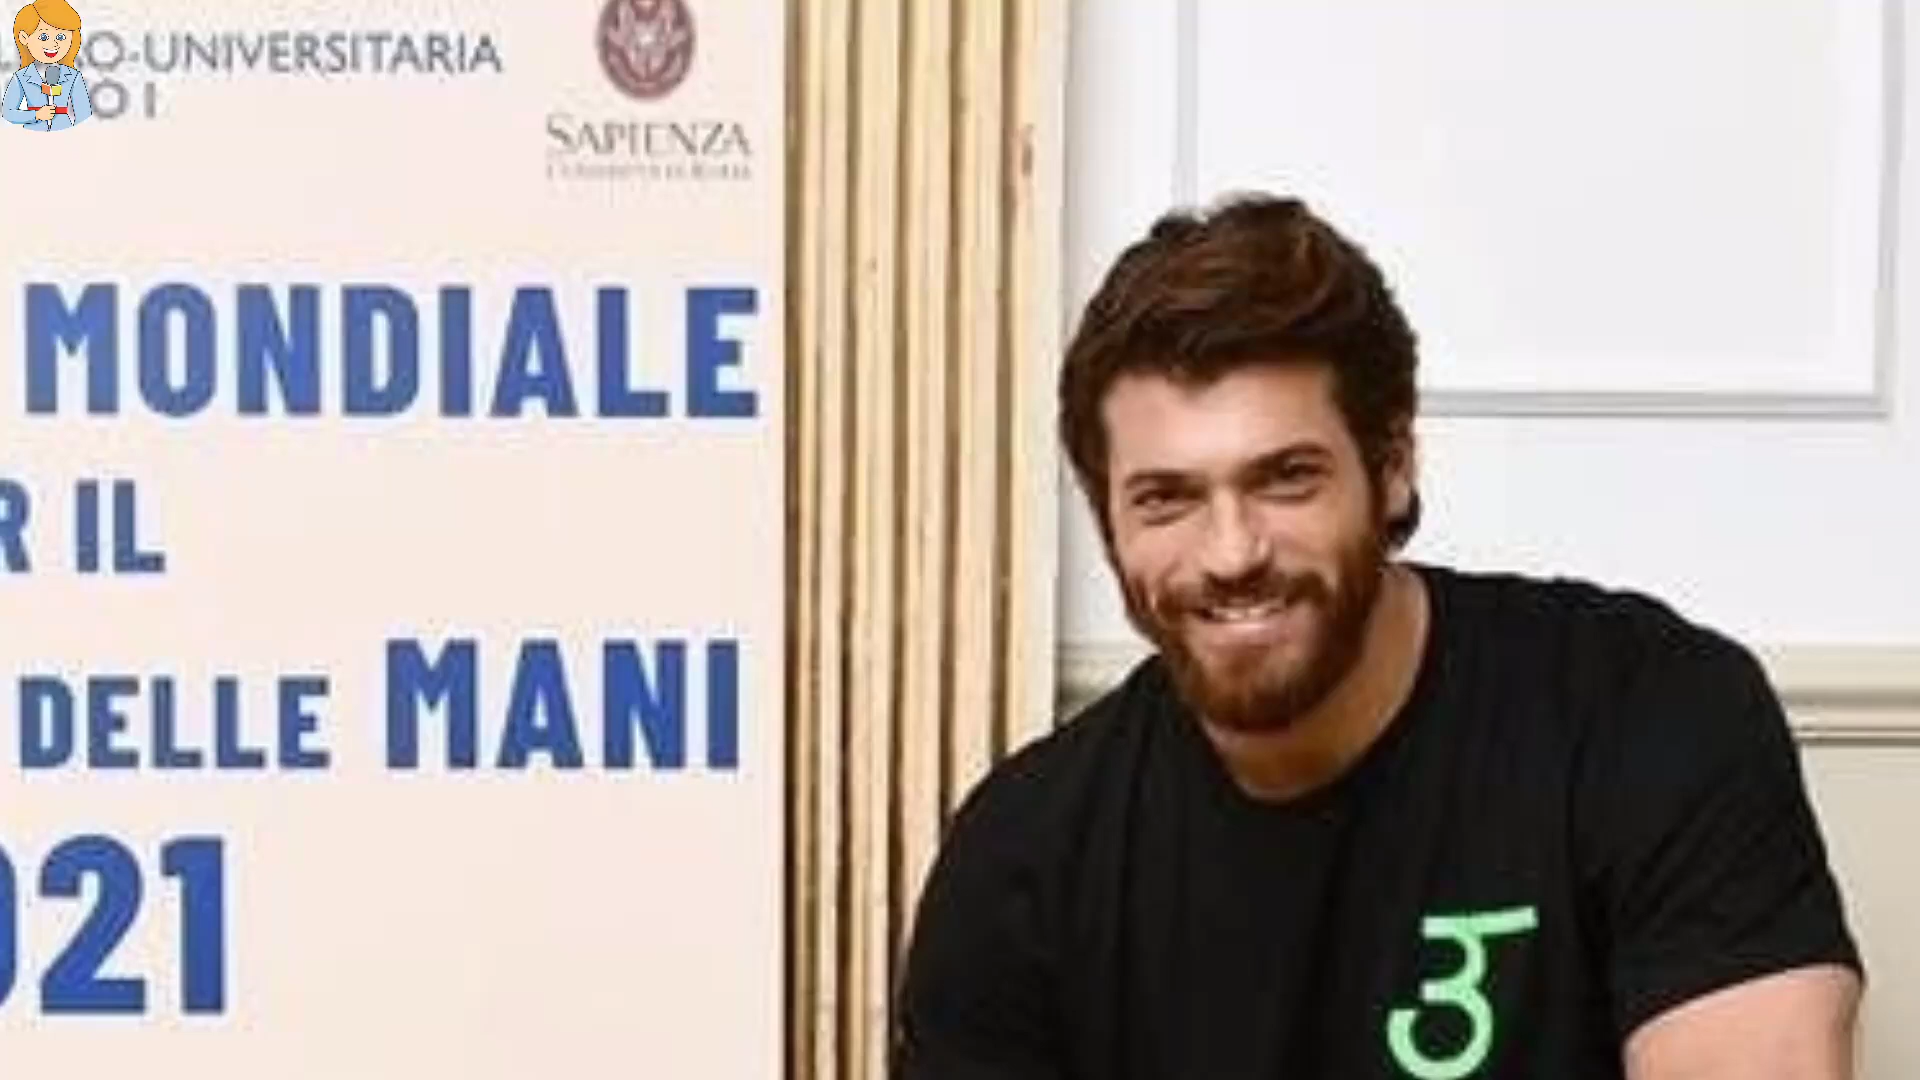 O-UNIVERSITARIA
O I
SAPIENZA
MONDIALE
R IL
DELLE MANI
021